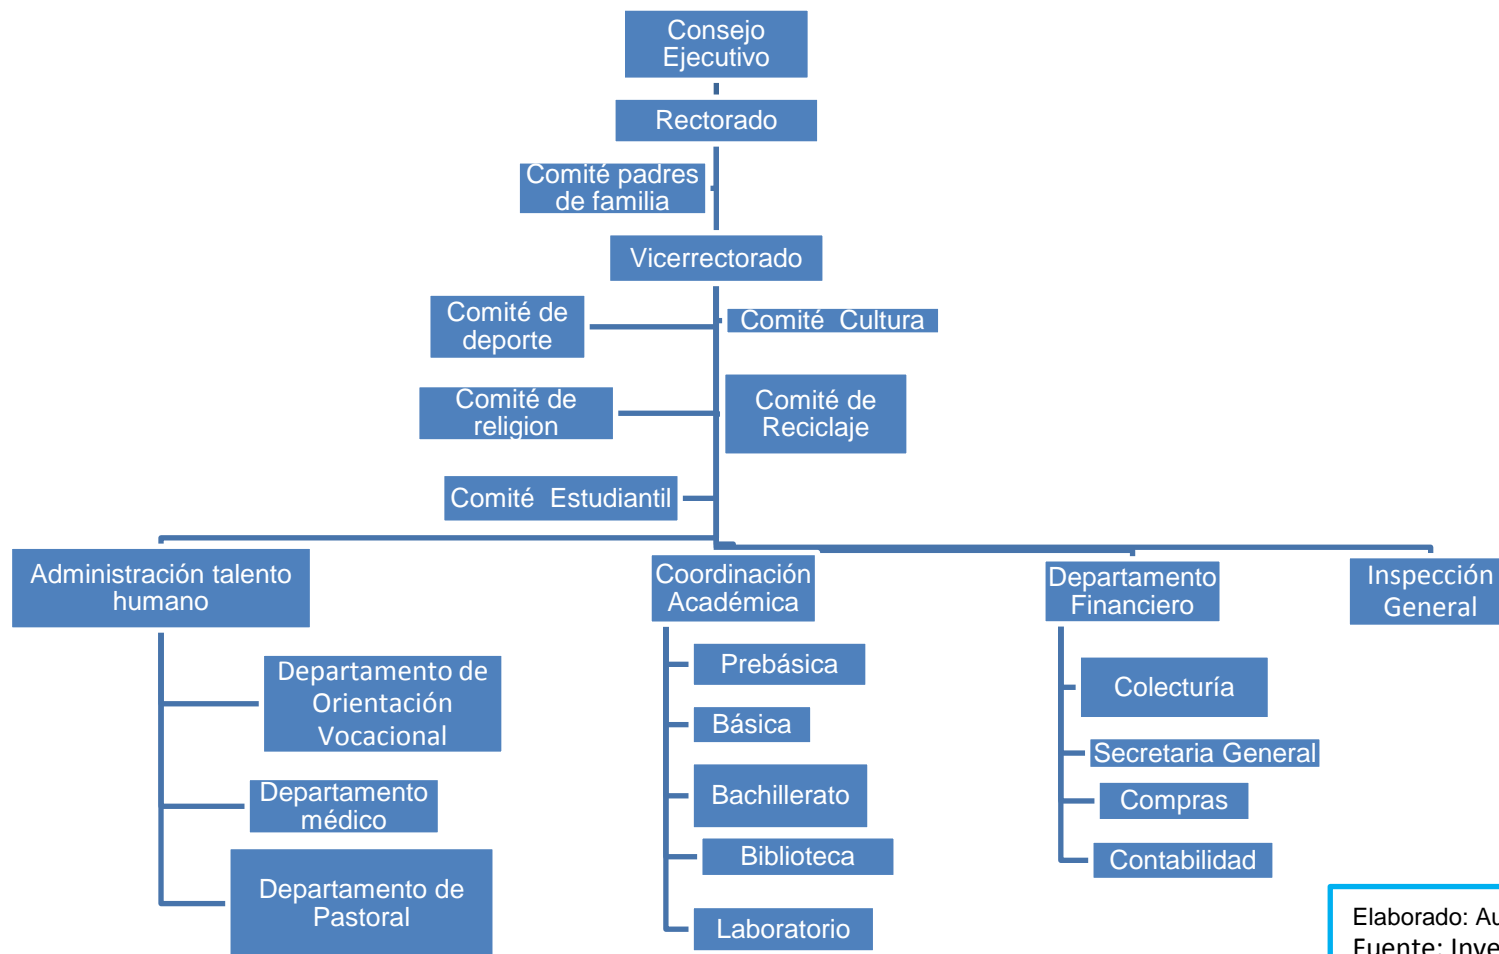 Consejo
Ejecutivo
Rectorado
Comité padres
de familia
Vicerrectorado
Comité de
deporte
Comité  Cultura
Comité de
religion
Comité de
Reciclaje
Comité  Estudiantil
Administración talento
humano
Coordinación
Académica
Departamento
Financiero
Inspección
General
Departamento de
Orientación
Vocacional
Departamento
médico
Departamento de
Pastoral
Prebásica
Básica
Bachillerato
Biblioteca
Laboratorio
Colecturía
Secretaria General
Compras
Contabilidad
Elaborado:
Fuente: